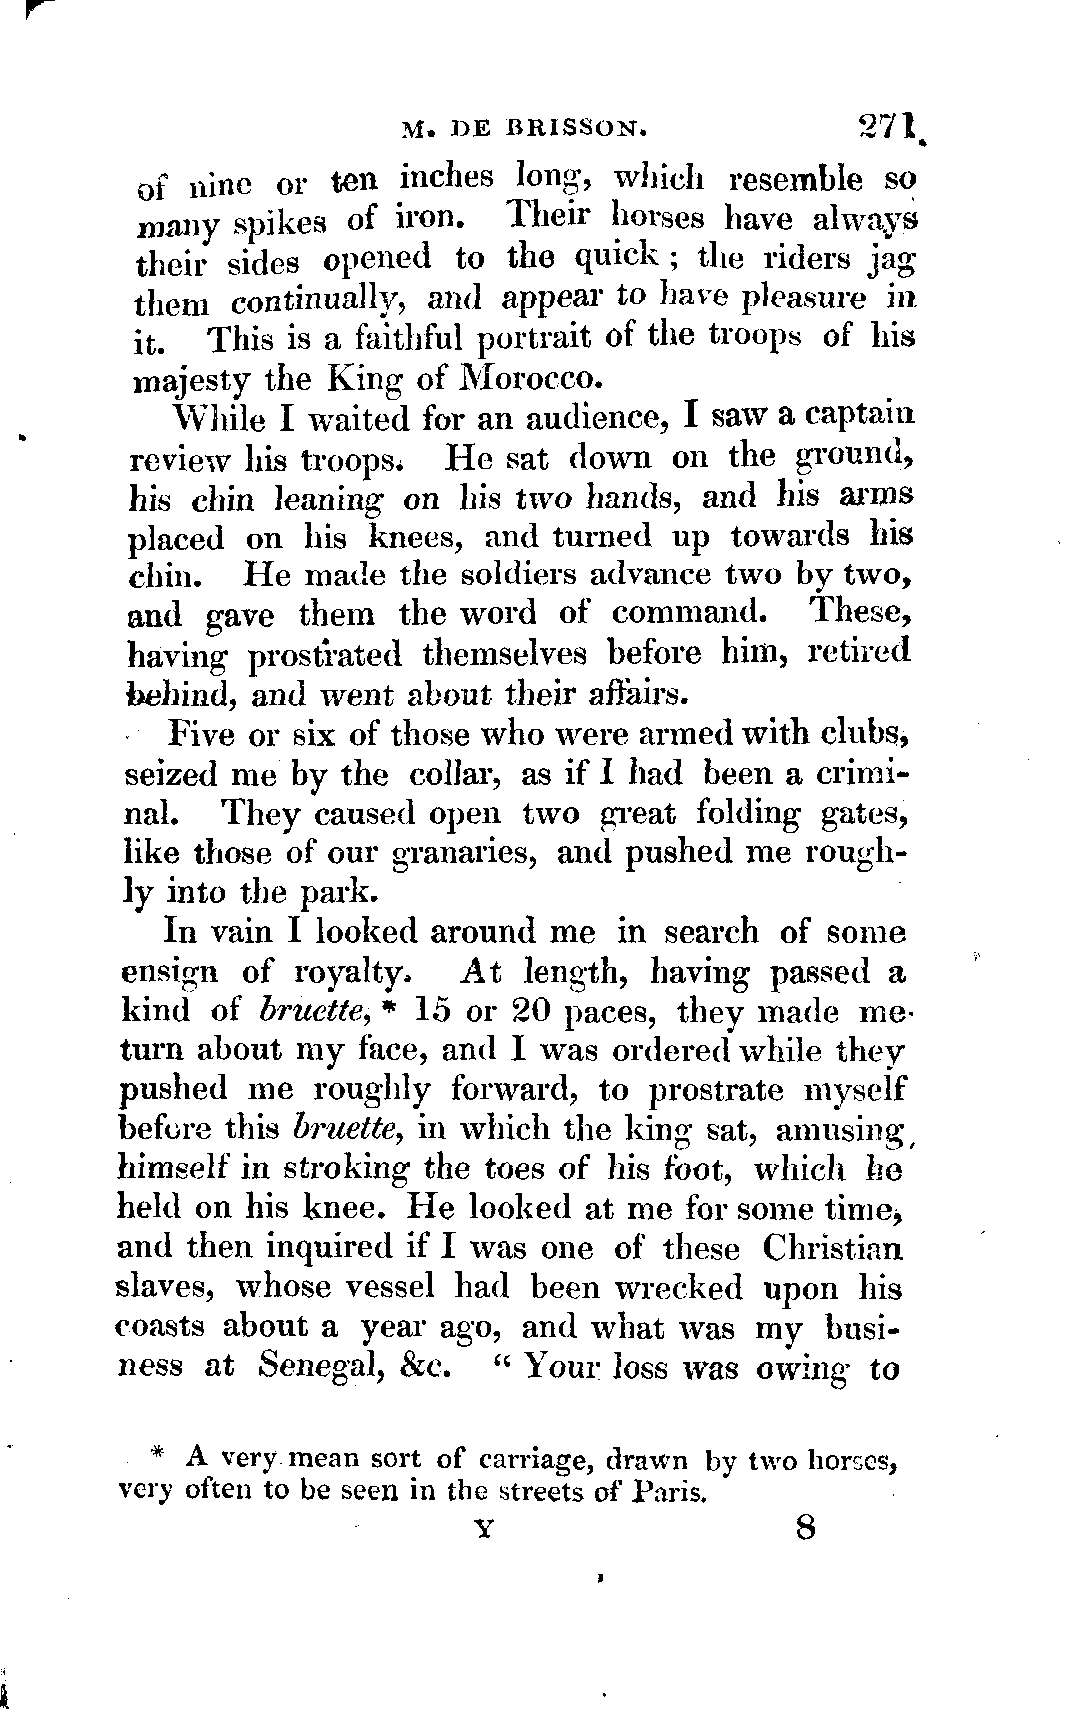 M. DE BRISSON. 271
of nine or ten inches long, which resemble so
many spikes of iron. Their horses have always
their sides opened to the quick; the riders jag
them continually, and appear to have pleasure in
it. This is a faithful portrait of the troops of his
majesty the King of Morocco.
While I waited for an audience, I saw a captain
review his troops. He sat down on the ground,
his chin leaning on his two hands, and his arms
placed on his knees, and turned up towards his
chin. He made the soldiers advance two by two,
and gave them the word of command. These,
having prostrated themselves before him, retired
behind, and went about their affairs.
Five or six of those who were armed with clubs,
seized me by the collar, as if I had been a crimi-
nal. They caused open two great folding gates,
like those of our granaries, and pushed me rough-
ly into the park.
In vain I looked around me in search of some
ensign of royalty. At length, having passed a
kind of bruette,* 15 or 20 paces, they made me
turn about my face, and I was ordered while they
pushed me roughly forward, to prostrate myself
before this bruette, in which the king sat, amusing
himself in stroking the toes of his foot, which he
held on his knee. He looked at me for some time,
and then inquired if I was one of these Christian
slaves, whose vessel had been wrecked upon his
coasts about a year ago, and what was my busi-
ness at Senegal, &c. "Your loss was owing to
* A very mean sort of carriage, drawn by two horses,
very often to be seen in the streets of Paris.
Y 8